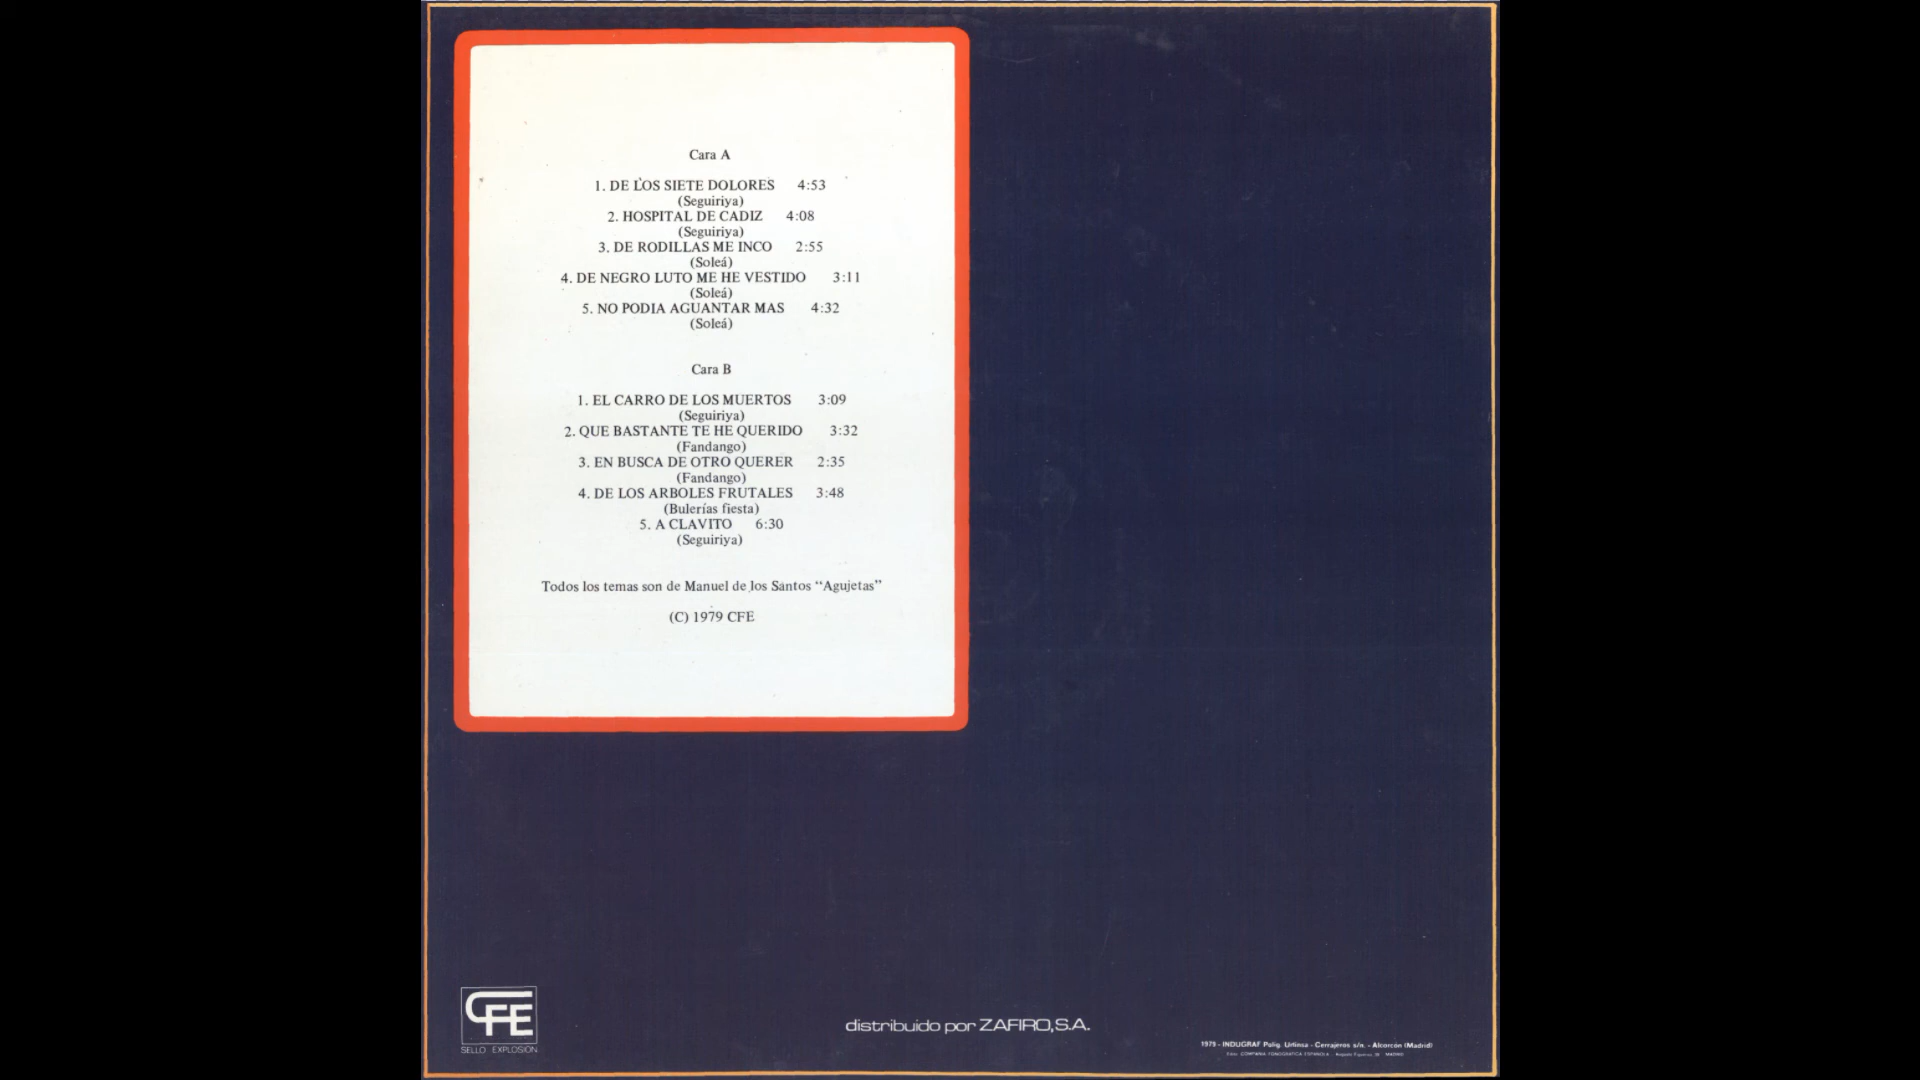 Cara A
1. DE LOS SIETE DOLORES 4:53
(Seguiriya)
2. HOSPITAL DE CADIZ 4:08
(Seguiriya)
3. DE RODILLAS ME INCO 2:55
(Soleá)
4. DE NEGRO LUTO ME HE VESTIDO 3:11
(Soleá)
5. NO PODIA AGUANTAR MAS 4:32
(Soleá)
Cara B
1. EL CARRO DE LOS MUERTOS 3:09
(Seguiriya)
2. QUE BASTANTE TE HE QUERIDO 3:32
(Fandango)
3. EN BUSCA DE OTRO QUERER 2:35
(Fandango)
4. DE LOS ARBOLES FRUTALES 3:48
(Bulerías fiesta)
5. A CLAVITO 6:30
(Seguiriya)
Todos los temas son de Manuel de los Santos “Agujetas”
(C) 1979 CFE
CFE
SELLO EXPLOSION
distribuido por ZAFIRO, S.A.
1979 - INDUGRAF Polig. Urtinsa - Cerrajeros s/n. - Alcorcón (Madrid)
COMPAÑIA FONOGRAFICA ESPAÑOLA - MADRID